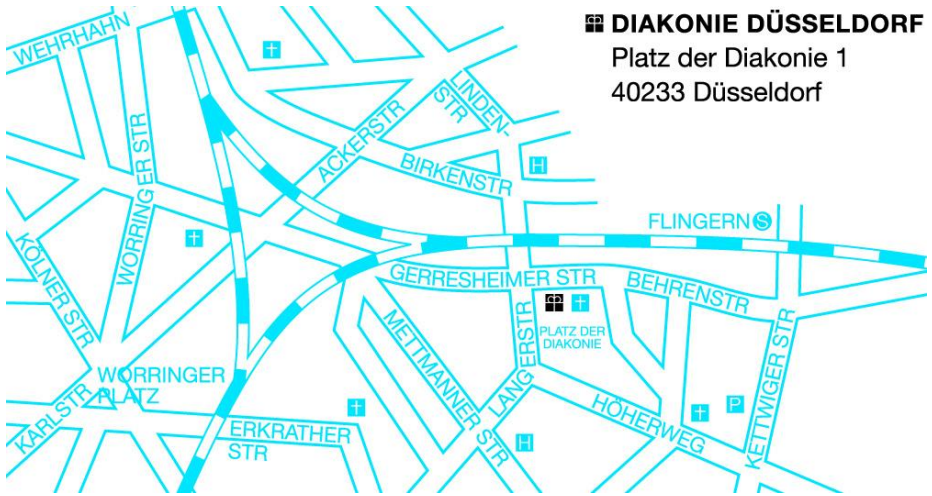 DIAKONIE DÜSSELDORF
Platz der Diakonie 1
40233 Düsseldorf
WEHRHAHN
LINDEN-
STR
ACKERSTR
WORRINGER STR
BIRKENSTR
H
FLINGERN S
KÖLNER STR
GERRESHEIMER STR
BEHRENSTR
PLATZ DER
DIAKONIE
LANGERSTR
METTMANNER STR
KETTWIGER STR
WORRINGER
PLATZ
KARLSTR
HÖHERWEG
P
ERKRATHER
STR
H